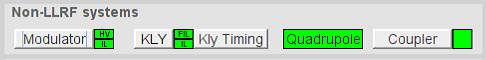 Non-LLRF systems
Modulator HV IL KLY FIL IL Kly Timing Quadrupole Coupler